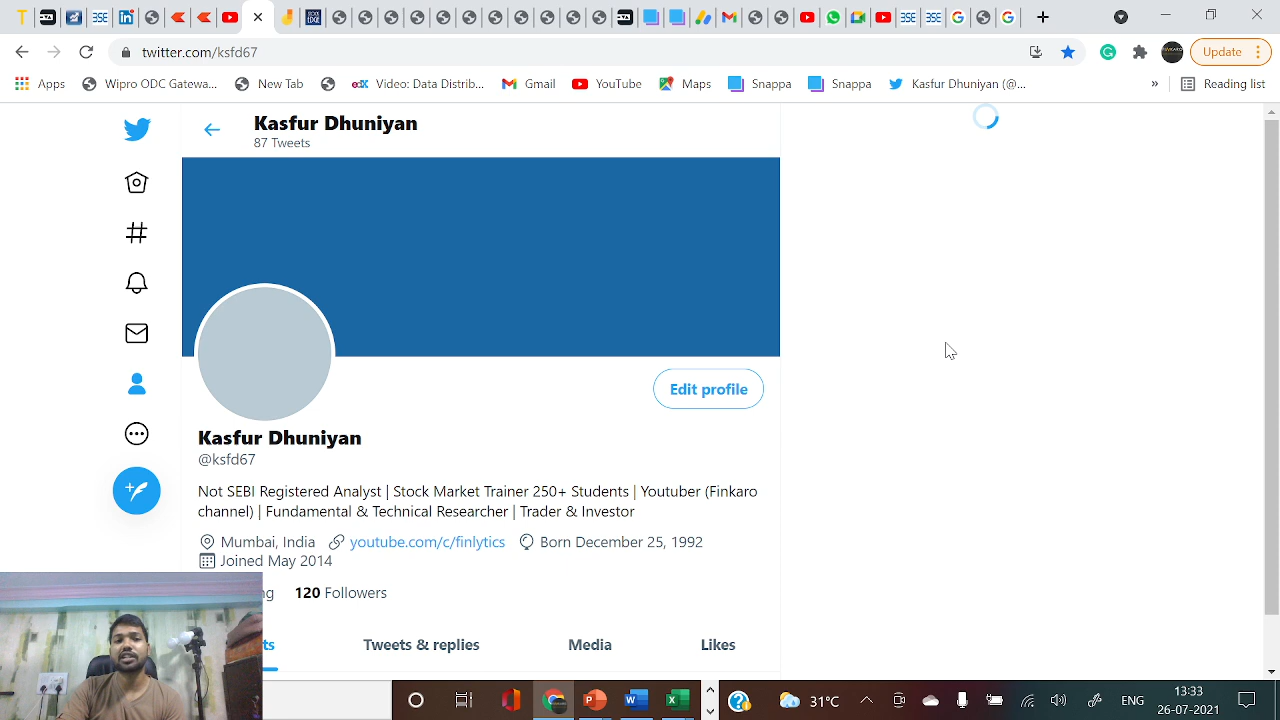 twitter.com/ksfd67
Update
Apps
Wipro ODC Gatewa...
New Tab
edX
Video: Data Distrib...
Gmail
YouTube
Maps
Snappa
Snappa
Kasfur Dhuniyan (@...
»
Reading list
Kasfur Dhuniyan
87 Tweets
Edit profile
Kasfur Dhuniyan
@ksfd67
Not SEBI Registered Analyst | Stock Market Trainer 250+ Students | Youtuber (Finkaro
channel) | Fundamental & Technical Researcher | Trader & Investor
Mumbai, India youtube.com/c/finlytics Born December 25, 1992
Joined May 2014
120 Followers
Tweets & replies
Media
Likes
31°C
ENG
13:33
26-07-2021